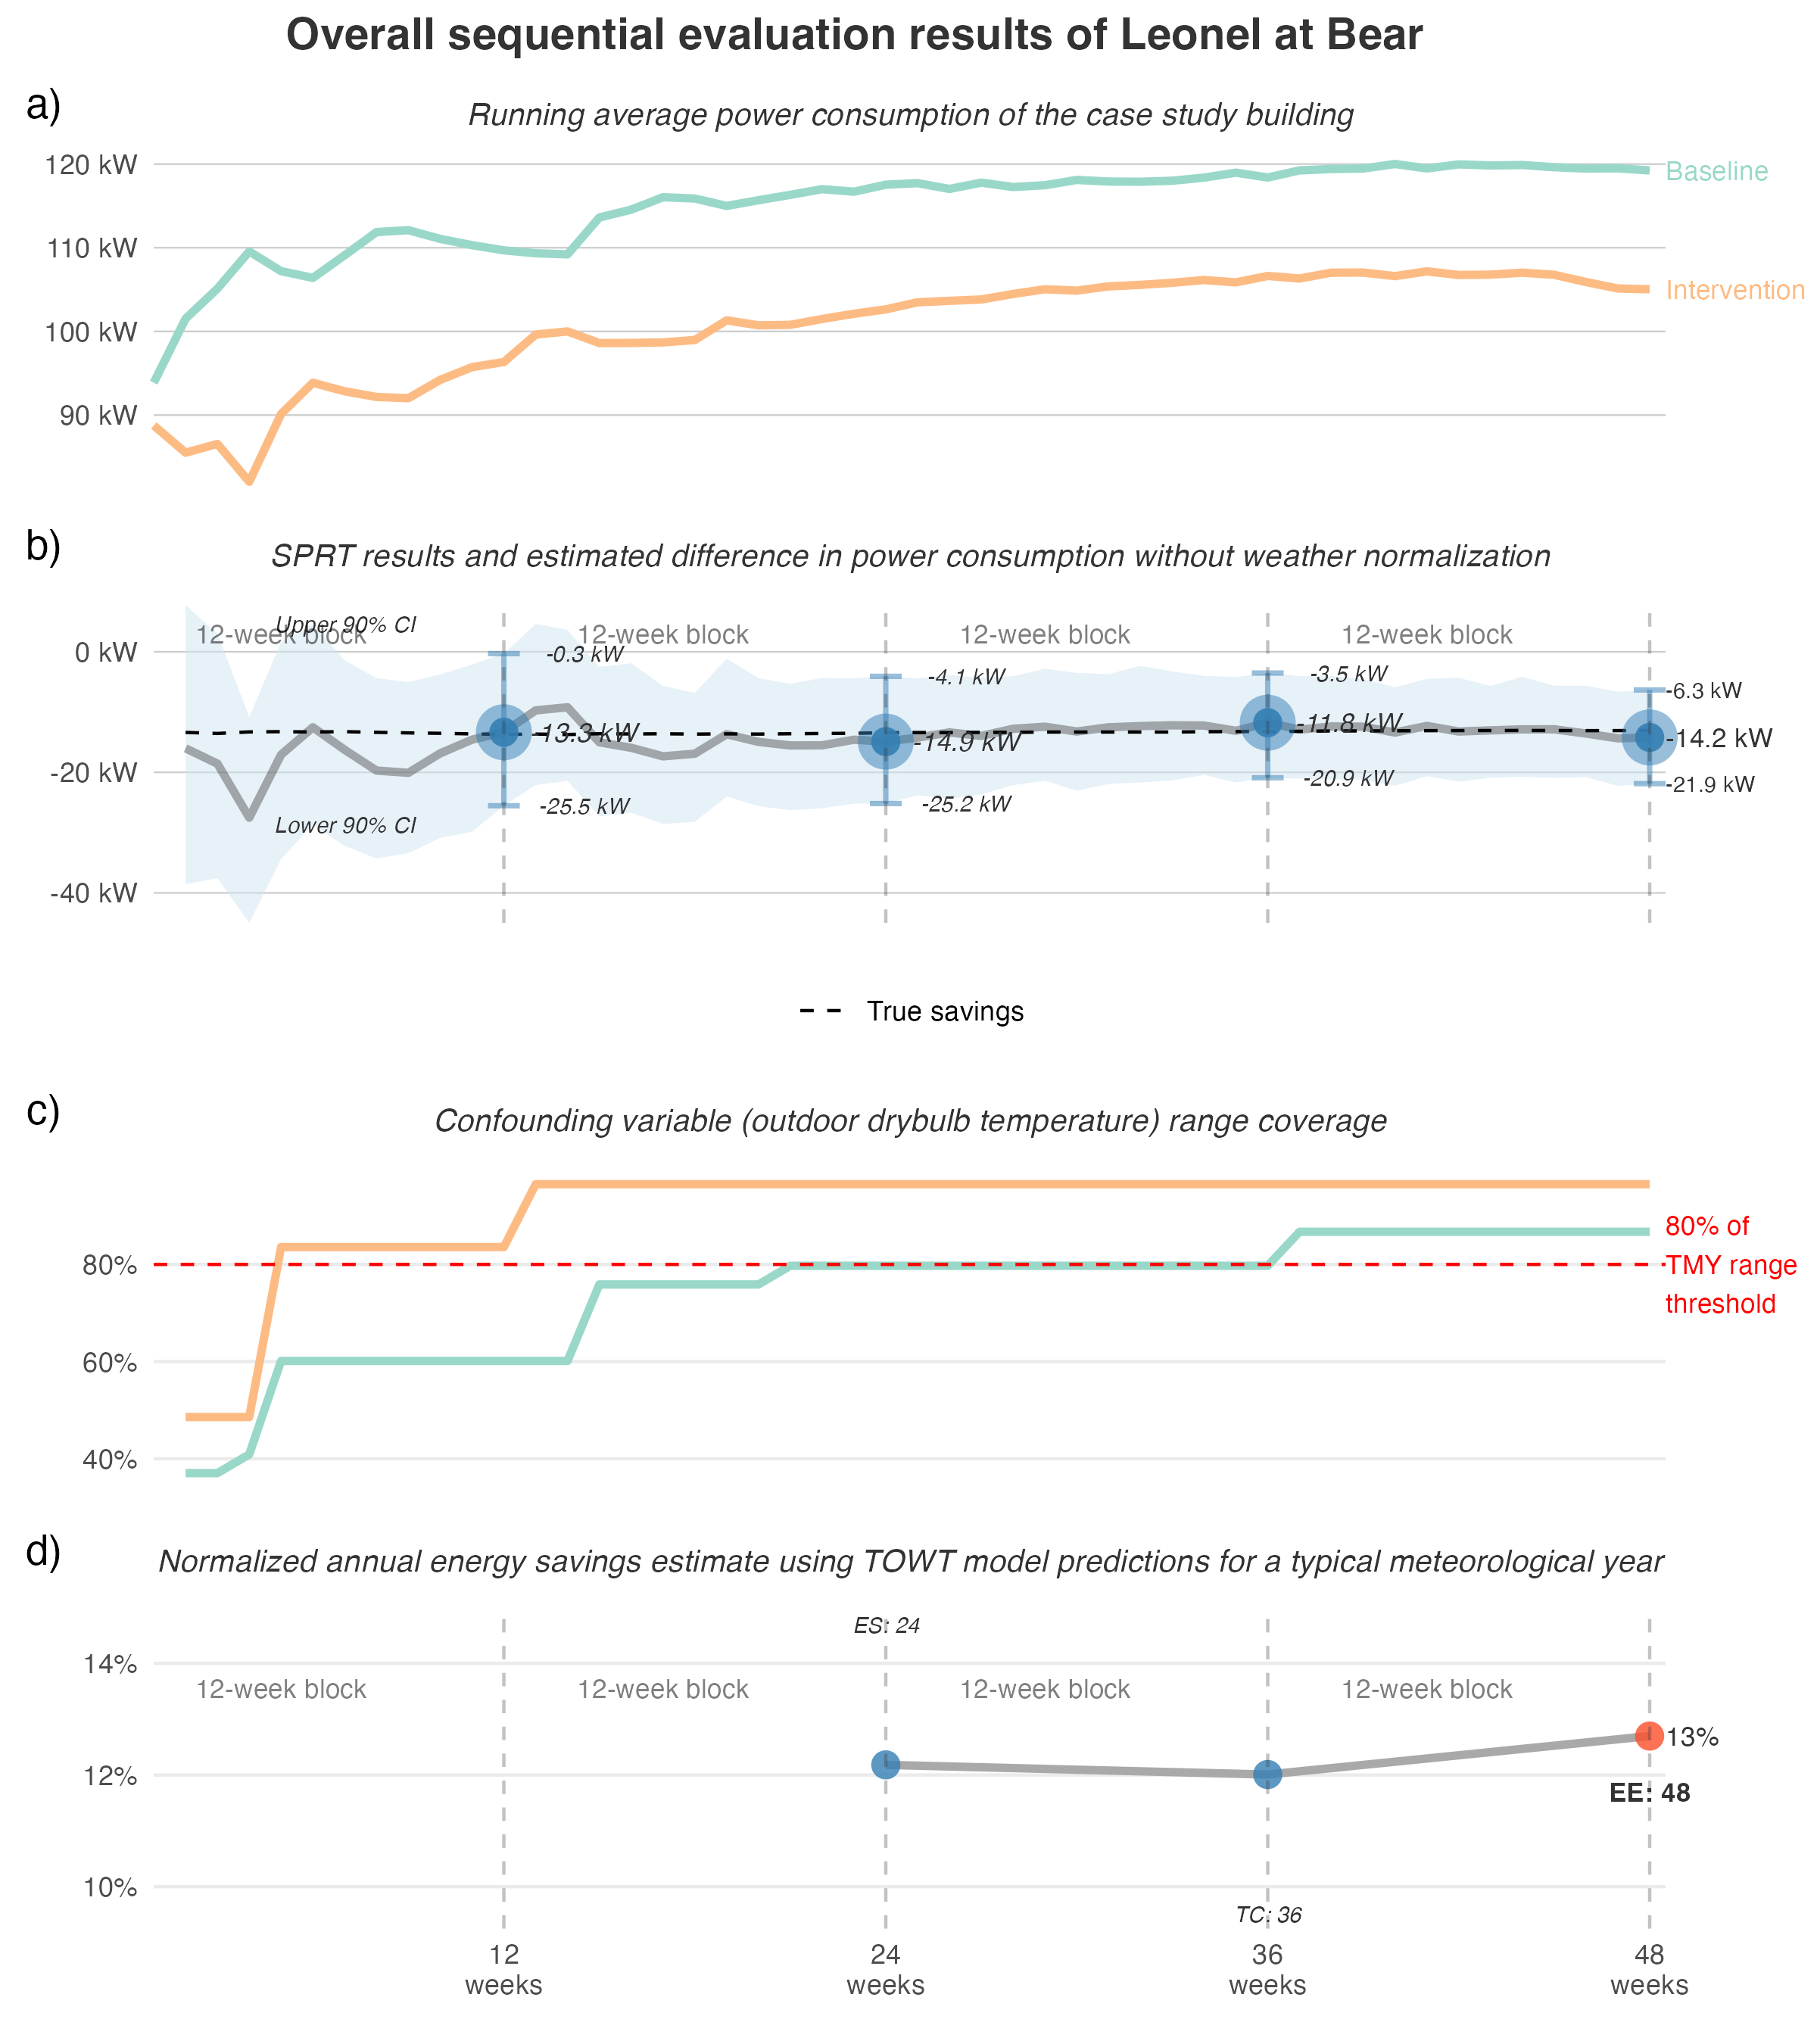 Overall sequential evaluation results of Leonel at Bear
a)
Running average power consumption of the case study building
120 kW
110 kW
100 kW
90 kW
Baseline
Intervention
b)
SPRT results and estimated difference in power consumption without weather normalization
0 kW
-20 kW
-40 kW
12-week block
12-week block
12-week block
12-week block
Upper 90% CI
Lower 90% CI
-0.3 kW
-13.3 kW
-25.5 kW
-4.1 kW
-14.9 kW
-25.2 kW
-3.5 kW
-11.8 kW
-20.9 kW
-6.3 kW
-14.2 kW
-21.9 kW
True savings
c)
Confounding variable (outdoor drybulb temperature) range coverage
80%
60%
40%
80% of
TMY range
threshold
d)
Normalized annual energy savings estimate using TOWT model predictions for a typical meteorological year
ES: 24
14%
12%
10%
12-week block
12-week block
12-week block
12-week block
13%
EE: 48
TC: 36
12
weeks
24
weeks
36
weeks
48
weeks